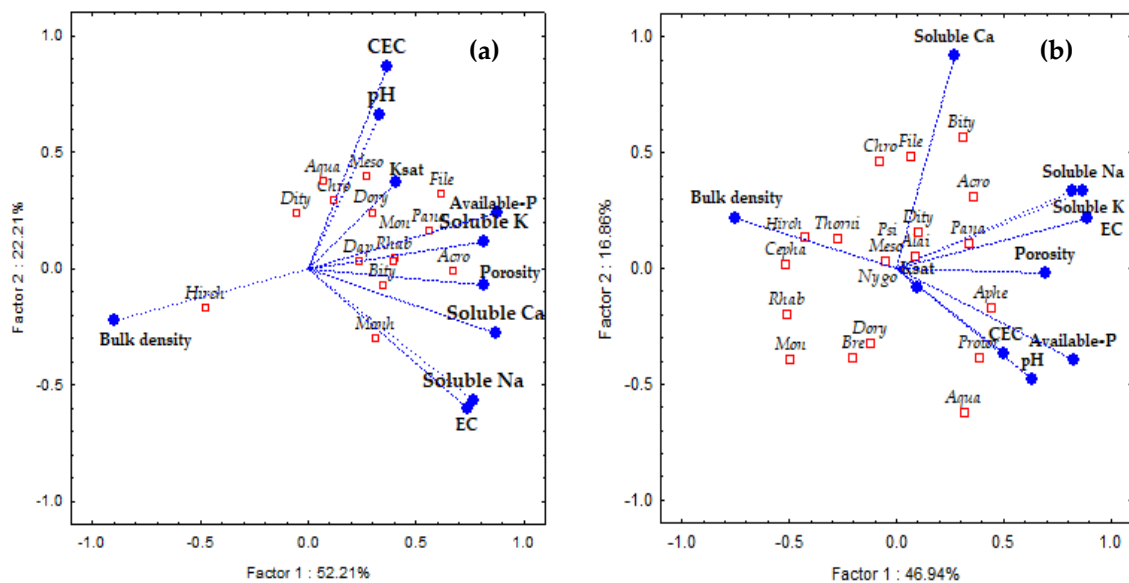 (a)
1.0
CEC
pH
0.5
Meso
Ksat
Aqua
Chro
File
Dity
Dory
Available-P
Mon
Pana
Soluble K
Dap
Rhab
Acro
0.0
Bity
Porosity
Hirch
Bulk density
Soluble Ca
Monh
-0.5
Soluble Na
EC
-1.0
Factor 2 : 22.21%
-1.0 -0.5 0.0 0.5 1.0
Factor 1 : 52.21%
(b)
1.0
Soluble Ca
Bity
0.5
Chro
File
Acro
Soluble Na
Bulk density
Soluble K
Hirch
Thorni
Psi
Dity
Pana
EC
Cepha
Meso
Alai
Porosity
0.0
Nygo
Ksat
Rhab
Aphe
Mon
Bre
Dory
CEC
Available-P
Protor
pH
-0.5
Aqua
-1.0
Factor 2 : 16.86%
-1.0 -0.5 0.0 0.5 1.0
Factor 1 : 46.94%